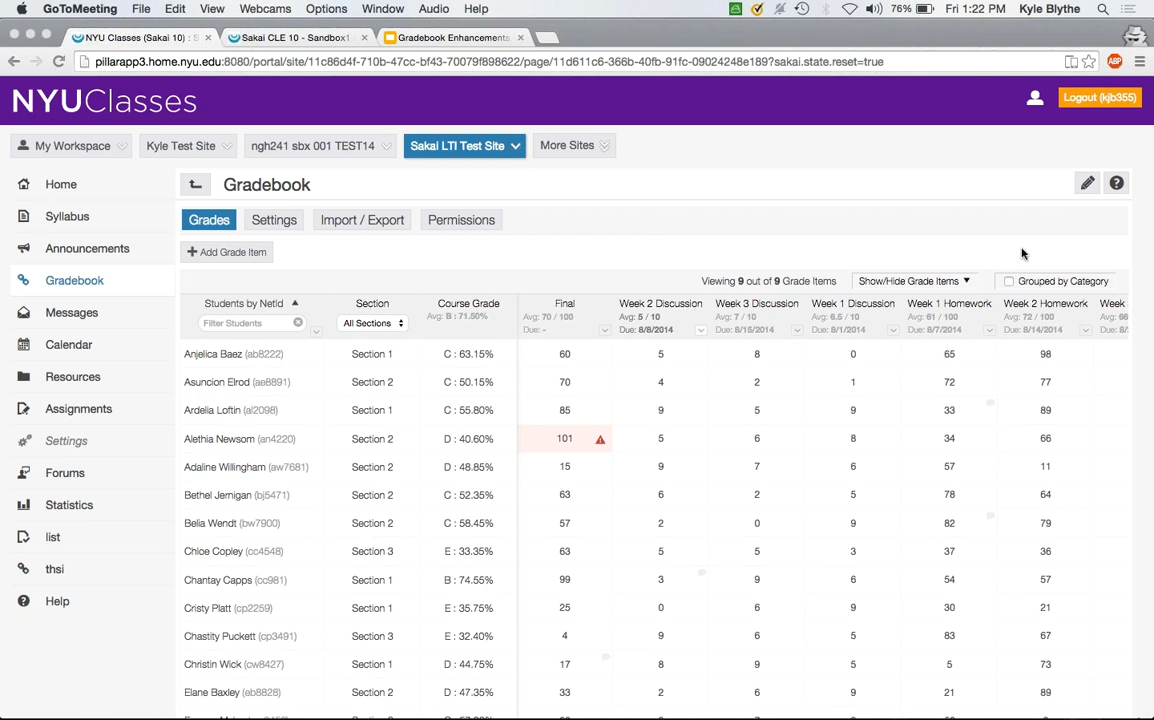 GoToMeeting File Edit View Webcams Options Window Audio Help 76% Fri 1:22 PM Kyle Blythe
NYU Classes (Sakai 10) : S × Sakai CLE 10 - Sandbox1 × Gradebook Enhancements ×
pillarapp3.home.nyu.edu:8080/portal/site/11c86d4f-710b-47cc-bf43-70079f898622/page/11d611c6-366b-40fb-91fc-09024248e189?sakai.state.reset=true ABP
NYUClasses Logout (kjb355)
My Workspace Kyle Test Site ngh241 sbx 001 TEST14 Sakai LTI Test Site More Sites
Home
Syllabus
Announcements
Gradebook
Messages
Calendar
Resources
Assignments
Settings
Forums
Statistics
list
thsi
Help
Gradebook
Grades Settings Import / Export Permissions
+ Add Grade Item
Viewing 9 out of 9 Grade Items Show/Hide Grade Items Grouped by Category
Students by NetId Section Course Grade Final Week 2 Discussion Week 3 Discussion Week 1 Discussion Week 1 Homework Week 2 Homework Week
Avg: B : 71.50% Avg: 70 / 100 Avg: 5 / 10 Avg: 7 / 10 Avg: 6.5 / 10 Avg: 61 / 100 Avg: 72 / 100 Avg: 66
Filter Students All Sections Due: - Due: 8/8/2014 Due: 8/15/2014 Due: 8/1/2014 Due: 8/7/2014 Due: 8/14/2014 Due: 8/
Anjelica Baez (ab8222) Section 1 C : 63.15% 60 5 8 0 65 98
Asuncion Elrod (ae8891) Section 2 C : 50.15% 70 4 2 1 72 77
Ardelia Loftin (al2098) Section 1 C : 55.80% 85 9 5 9 33 89
Alethia Newsom (an4220) Section 2 D : 40.60% 101 5 6 8 34 66
Adaline Willingham (aw7681) Section 2 D : 48.85% 15 9 7 6 57 11
Bethel Jernigan (bj5471) Section 2 C : 52.35% 63 6 2 5 78 64
Belia Wendt (bw7900) Section 2 C : 58.45% 57 2 0 9 82 79
Chloe Copley (cc4548) Section 3 E : 33.35% 63 5 5 3 37 36
Chantay Capps (cc981) Section 1 B : 74.55% 99 3 9 6 54 57
Cristy Platt (cp2259) Section 1 E : 35.75% 25 0 6 9 30 21
Chastity Puckett (cp3491) Section 3 E : 32.40% 4 9 6 5 83 67
Christin Wick (cw8427) Section 1 D : 44.75% 17 8 9 5 5 73
Elane Baxley (eb8828) Section 2 D : 47.35% 33 2 6 9 21 89